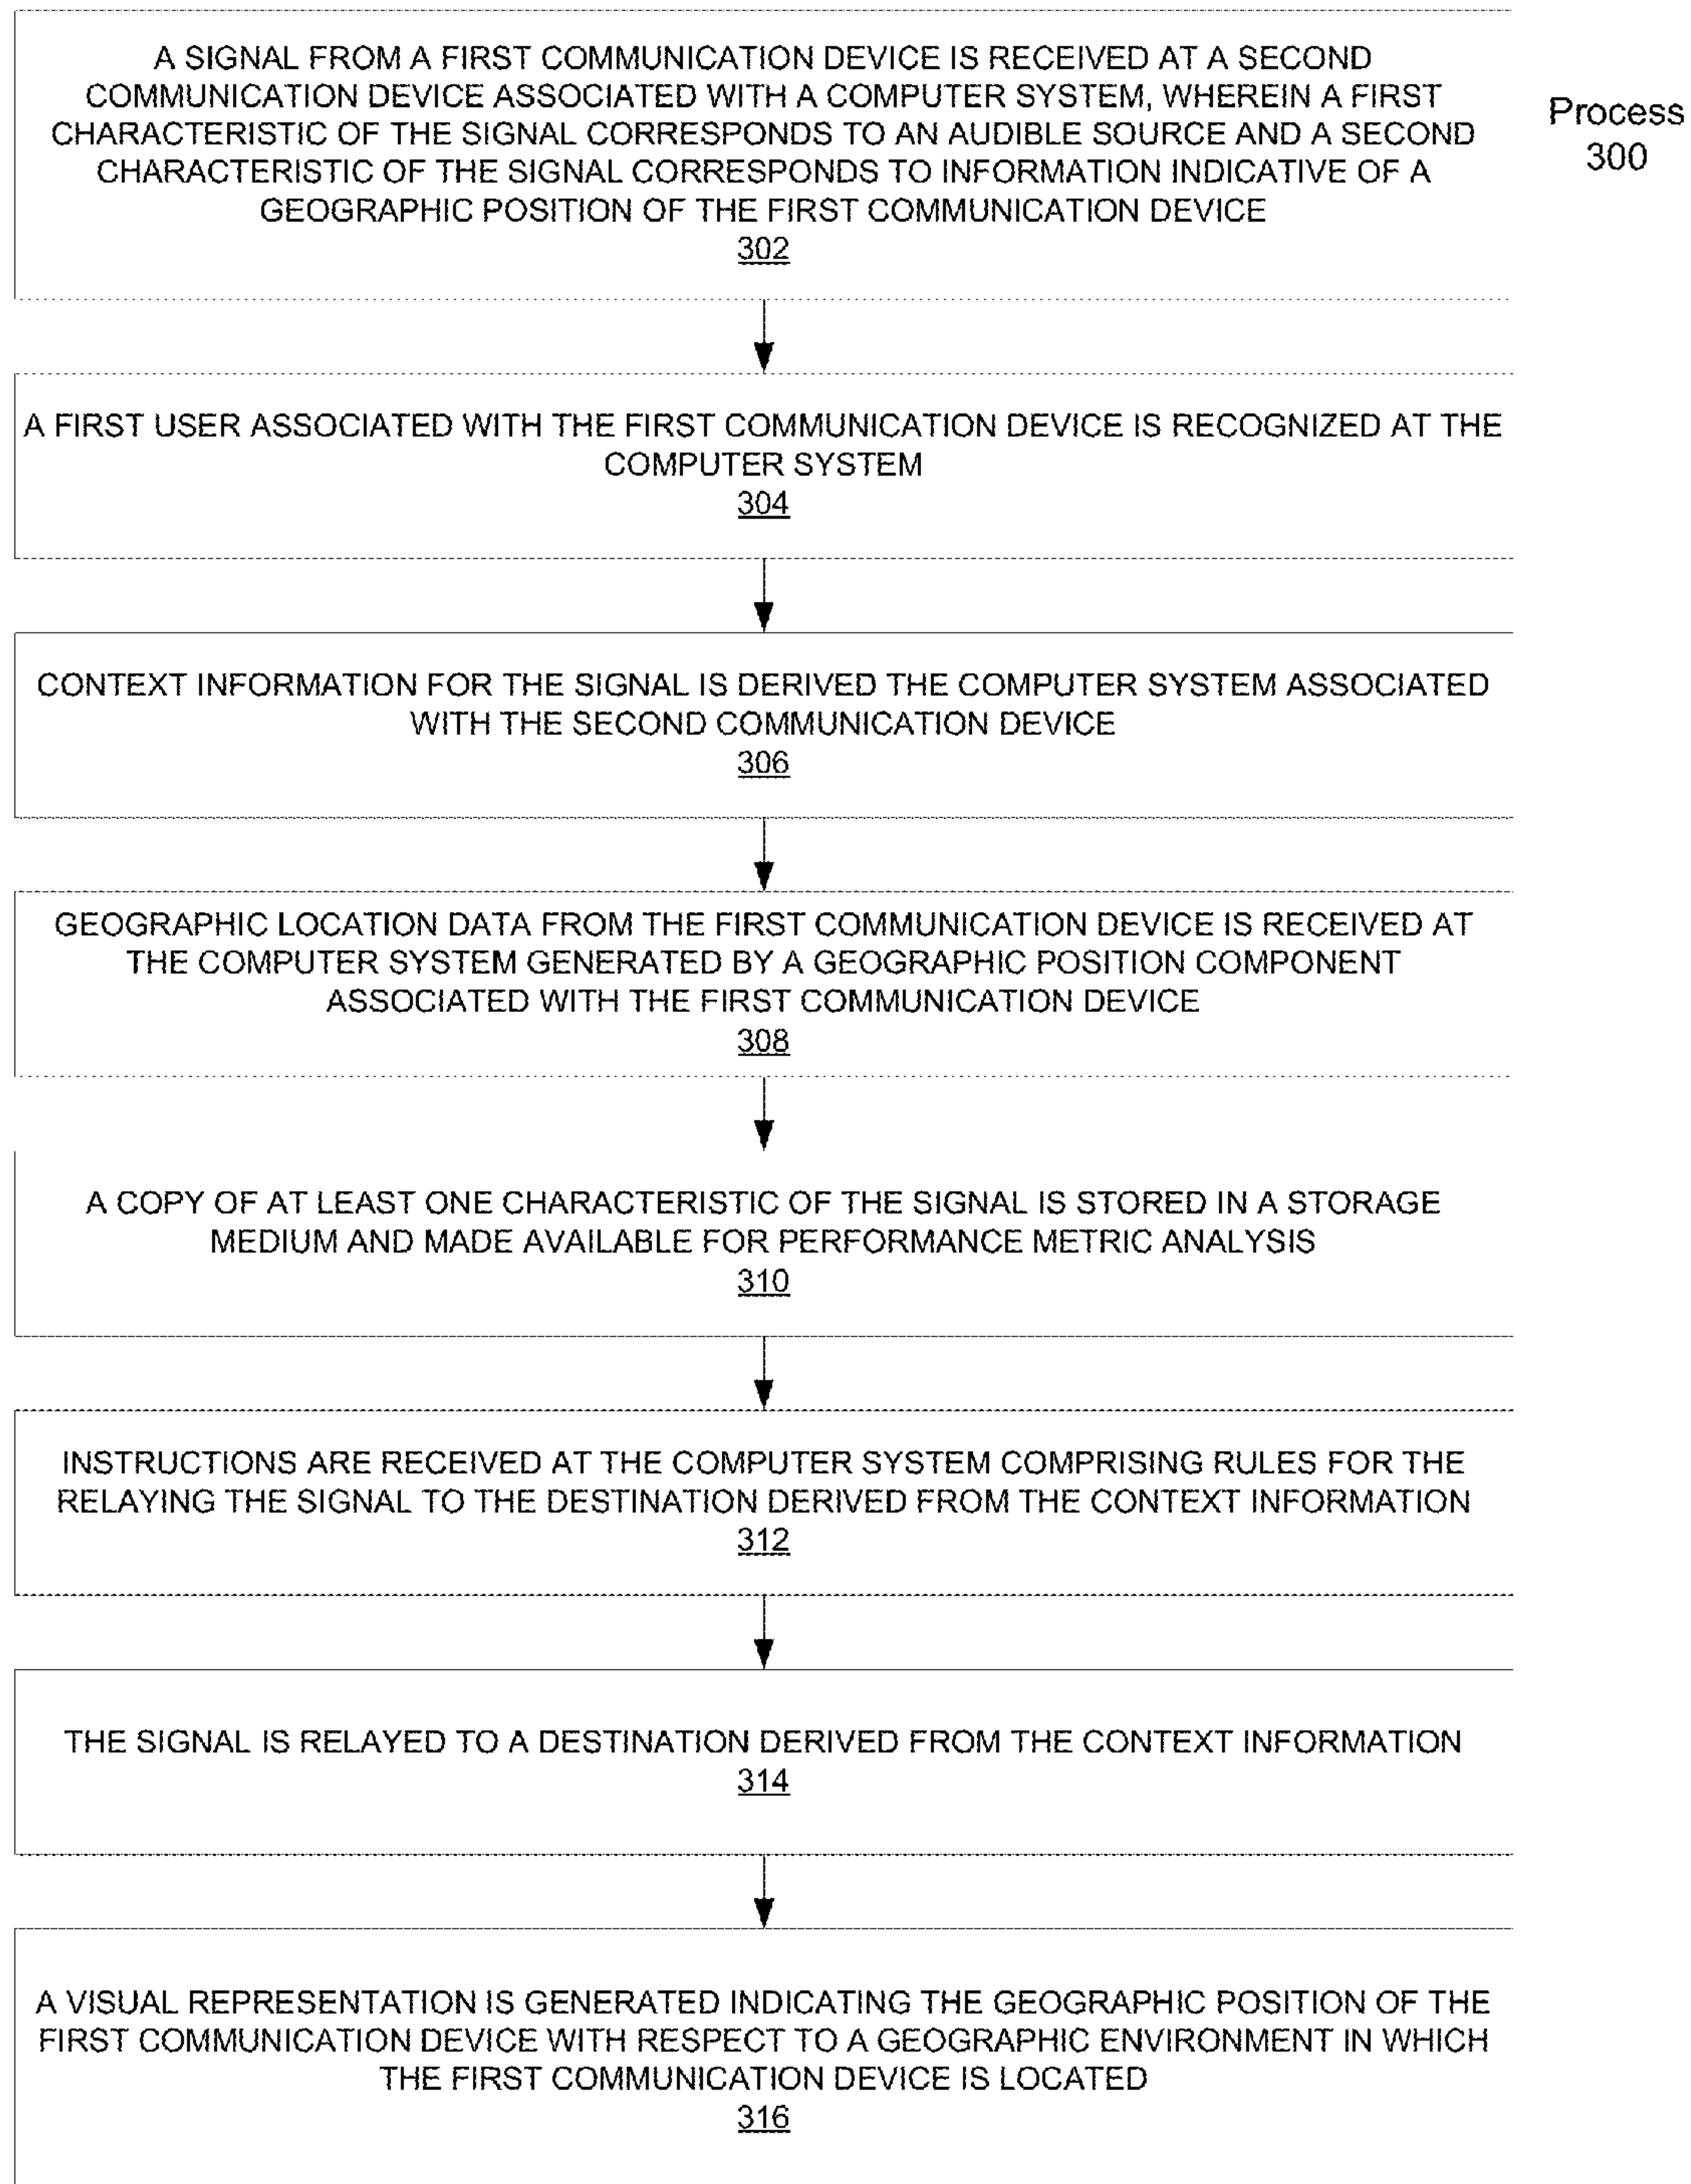 A SIGNAL FROM A FIRST COMMUNICATION DEVICE IS RECEIVED AT A SECOND
COMMUNICATION DEVICE ASSOCIATED WITH A COMPUTER SYSTEM, WHEREIN A FIRST
CHARACTERISTIC OF THE SIGNAL CORRESPONDS TO AN AUDIBLE SOURCE AND A SECOND
CHARACTERISTIC OF THE SIGNAL CORRESPONDS TO INFORMATION INDICATIVE OF A
GEOGRAPHIC POSITION OF THE FIRST COMMUNICATION DEVICE
302
Process
300
A FIRST USER ASSOCIATED WITH THE FIRST COMMUNICATION DEVICE IS RECOGNIZED AT THE
COMPUTER SYSTEM
304
CONTEXT INFORMATION FOR THE SIGNAL IS DERIVED THE COMPUTER SYSTEM ASSOCIATED
WITH THE SECOND COMMUNICATION DEVICE
306
GEOGRAPHIC LOCATION DATA FROM THE FIRST COMMUNICATION DEVICE IS RECEIVED AT
THE COMPUTER SYSTEM GENERATED BY A GEOGRAPHIC POSITION COMPONENT
ASSOCIATED WITH THE FIRST COMMUNICATION DEVICE
308
A COPY OF AT LEAST ONE CHARACTERISTIC OF THE SIGNAL IS STORED IN A STORAGE
MEDIUM AND MADE AVAILABLE FOR PERFORMANCE METRIC ANALYSIS
310
INSTRUCTIONS ARE RECEIVED AT THE COMPUTER SYSTEM COMPRISING RULES FOR THE
RELAYING THE SIGNAL TO THE DESTINATION DERIVED FROM THE CONTEXT INFORMATION
312
THE SIGNAL IS RELAYED TO A DESTINATION DERIVED FROM THE CONTEXT INFORMATION
314
A VISUAL REPRESENTATION IS GENERATED INDICATING THE GEOGRAPHIC POSITION OF THE
FIRST COMMUNICATION DEVICE WITH RESPECT TO A GEOGRAPHIC ENVIRONMENT IN WHICH
THE FIRST COMMUNICATION DEVICE IS LOCATED
316